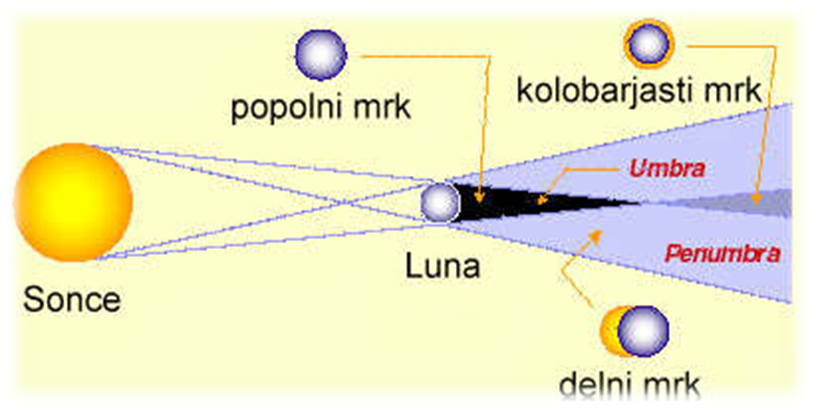 popolni mrk
kolobarjasti mrk
Umbra
Penumbra
Luna
Sonce
delni mrk